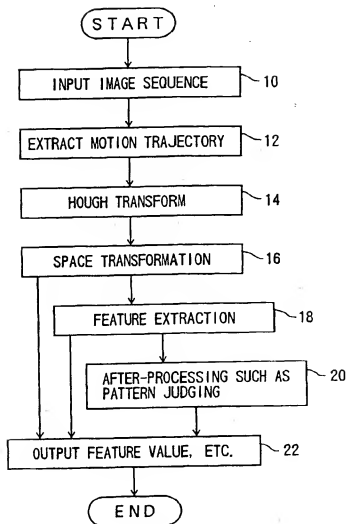 START
INPUT IMAGE SEQUENCE 10
EXTRACT MOTION TRAJECTORY 12
HOUGH TRANSFORM 14
SPACE TRANSFORMATION 16
FEATURE EXTRACTION 18
AFTER-PROCESSING SUCH AS 20
PATTERN JUDGING
OUTPUT FEATURE VALUE, ETC. 22
END